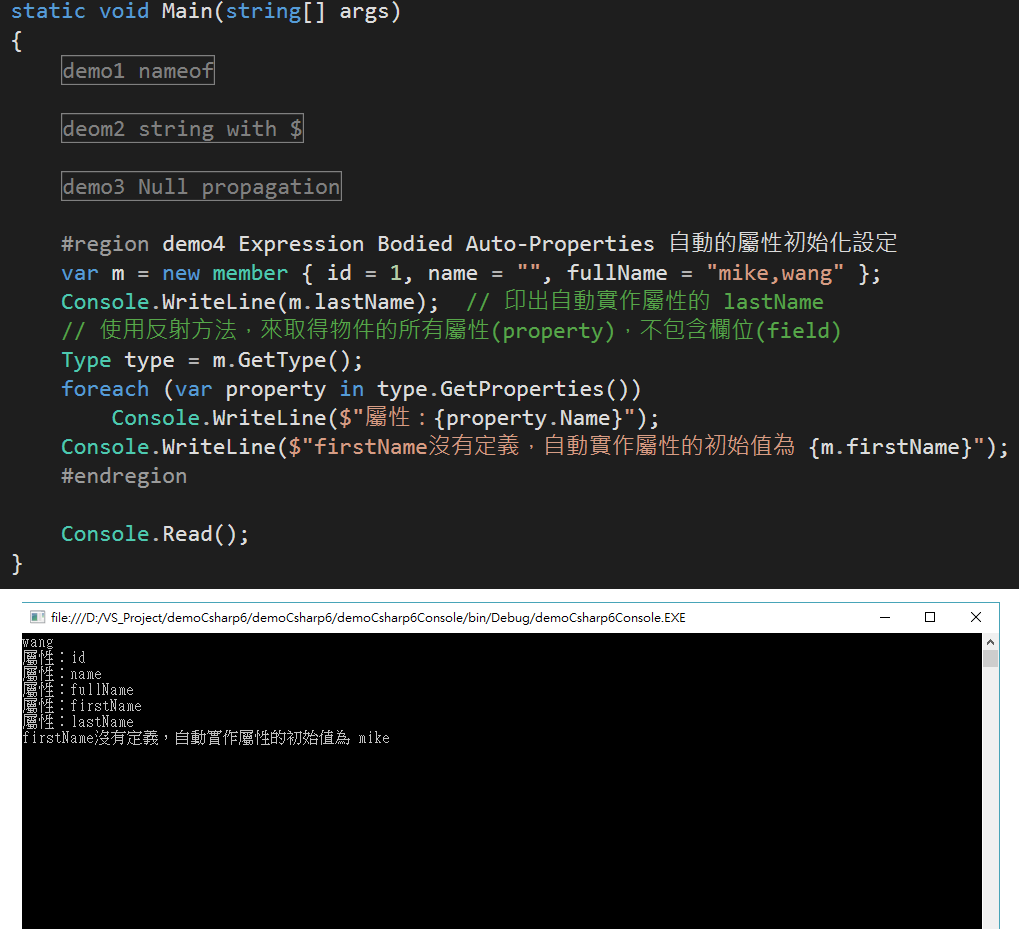 static void Main(string[] args)
{
demo1 nameof
deom2 string with $
demo3 Null propagation
#region demo4 Expression Bodied Auto-Properties 自動的屬性初始化設定
var m = new member { id = 1, name = "", fullName = "mike,wang" };
Console.WriteLine(m.lastName);  // 印出自動實作屬性的 lastName
// 使用反射方法，來取得物件的所有屬性(property)，不包含欄位(field)
Type type = m.GetType();
foreach (var property in type.GetProperties())
Console.WriteLine($"屬性：{property.Name}");
Console.WriteLine($"firstName沒有定義，自動實作屬性的初始值為 {m.firstName}");
#endregion
Console.Read();
}
file:///D:/VS_Project/demoCsharp6/demoCsharp6/demoCsharp6Console/bin/Debug/demoCsharp6Console.EXE
wang
屬性：id
屬性：name
屬性：fullName
屬性：firstName
屬性：lastName
firstName沒有定義，自動實作屬性的初始值為 mike